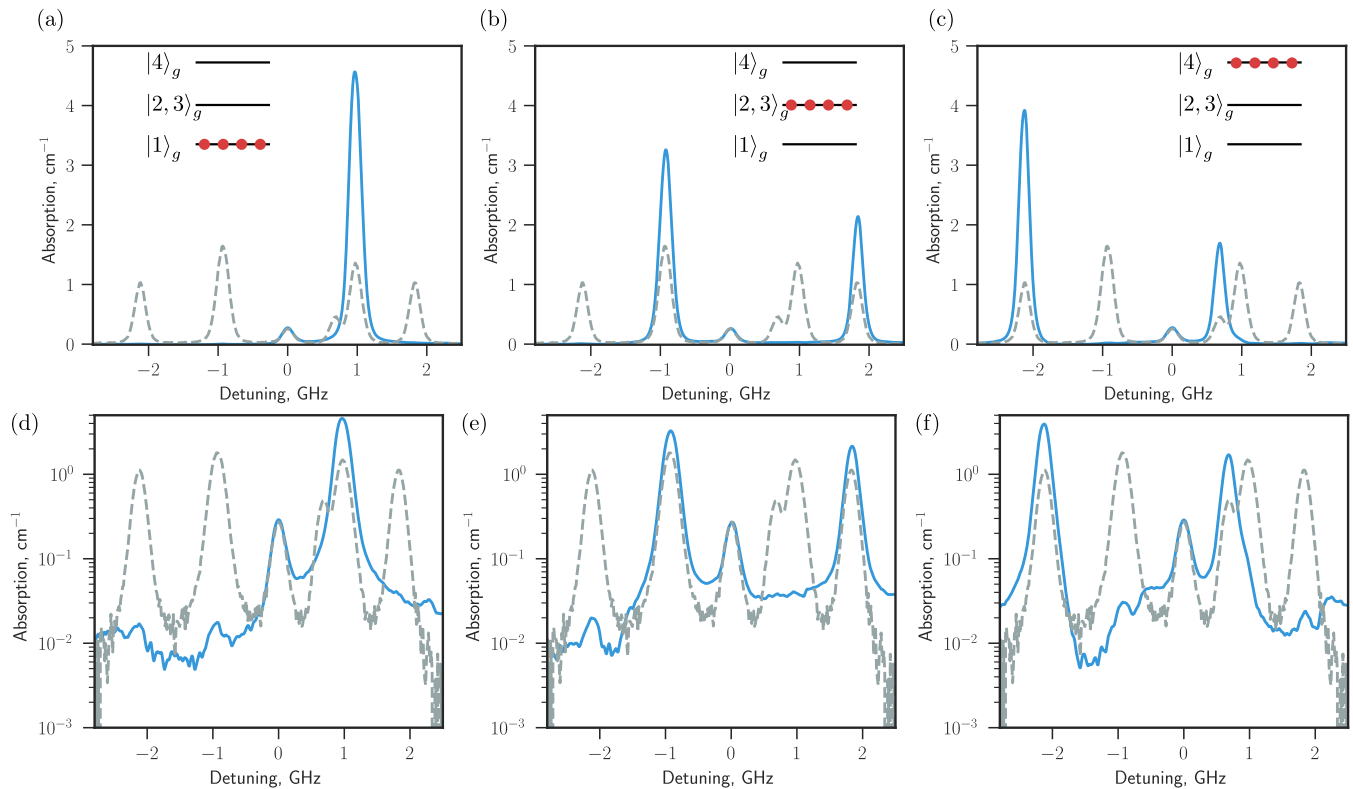 (a)
(b)
(c)
5
4
3
2
1
0
Absorption, cm⁻¹
|4⟩g
|2, 3⟩g
|1⟩g
−2
−1
0
1
2
Detuning, GHz
5
4
3
2
1
0
Absorption, cm⁻¹
|4⟩g
|2, 3⟩g
|1⟩g
−2
−1
0
1
2
Detuning, GHz
5
4
3
2
1
0
Absorption, cm⁻¹
|4⟩g
|2, 3⟩g
|1⟩g
−2
−1
0
1
2
Detuning, GHz
(d)
(e)
(f)
10⁰
10⁻¹
10⁻²
10⁻³
Absorption, cm⁻¹
−2
−1
0
1
2
Detuning, GHz
10⁰
10⁻¹
10⁻²
10⁻³
Absorption, cm⁻¹
−2
−1
0
1
2
Detuning, GHz
10⁰
10⁻¹
10⁻²
10⁻³
Absorption, cm⁻¹
−2
−1
0
1
2
Detuning, GHz